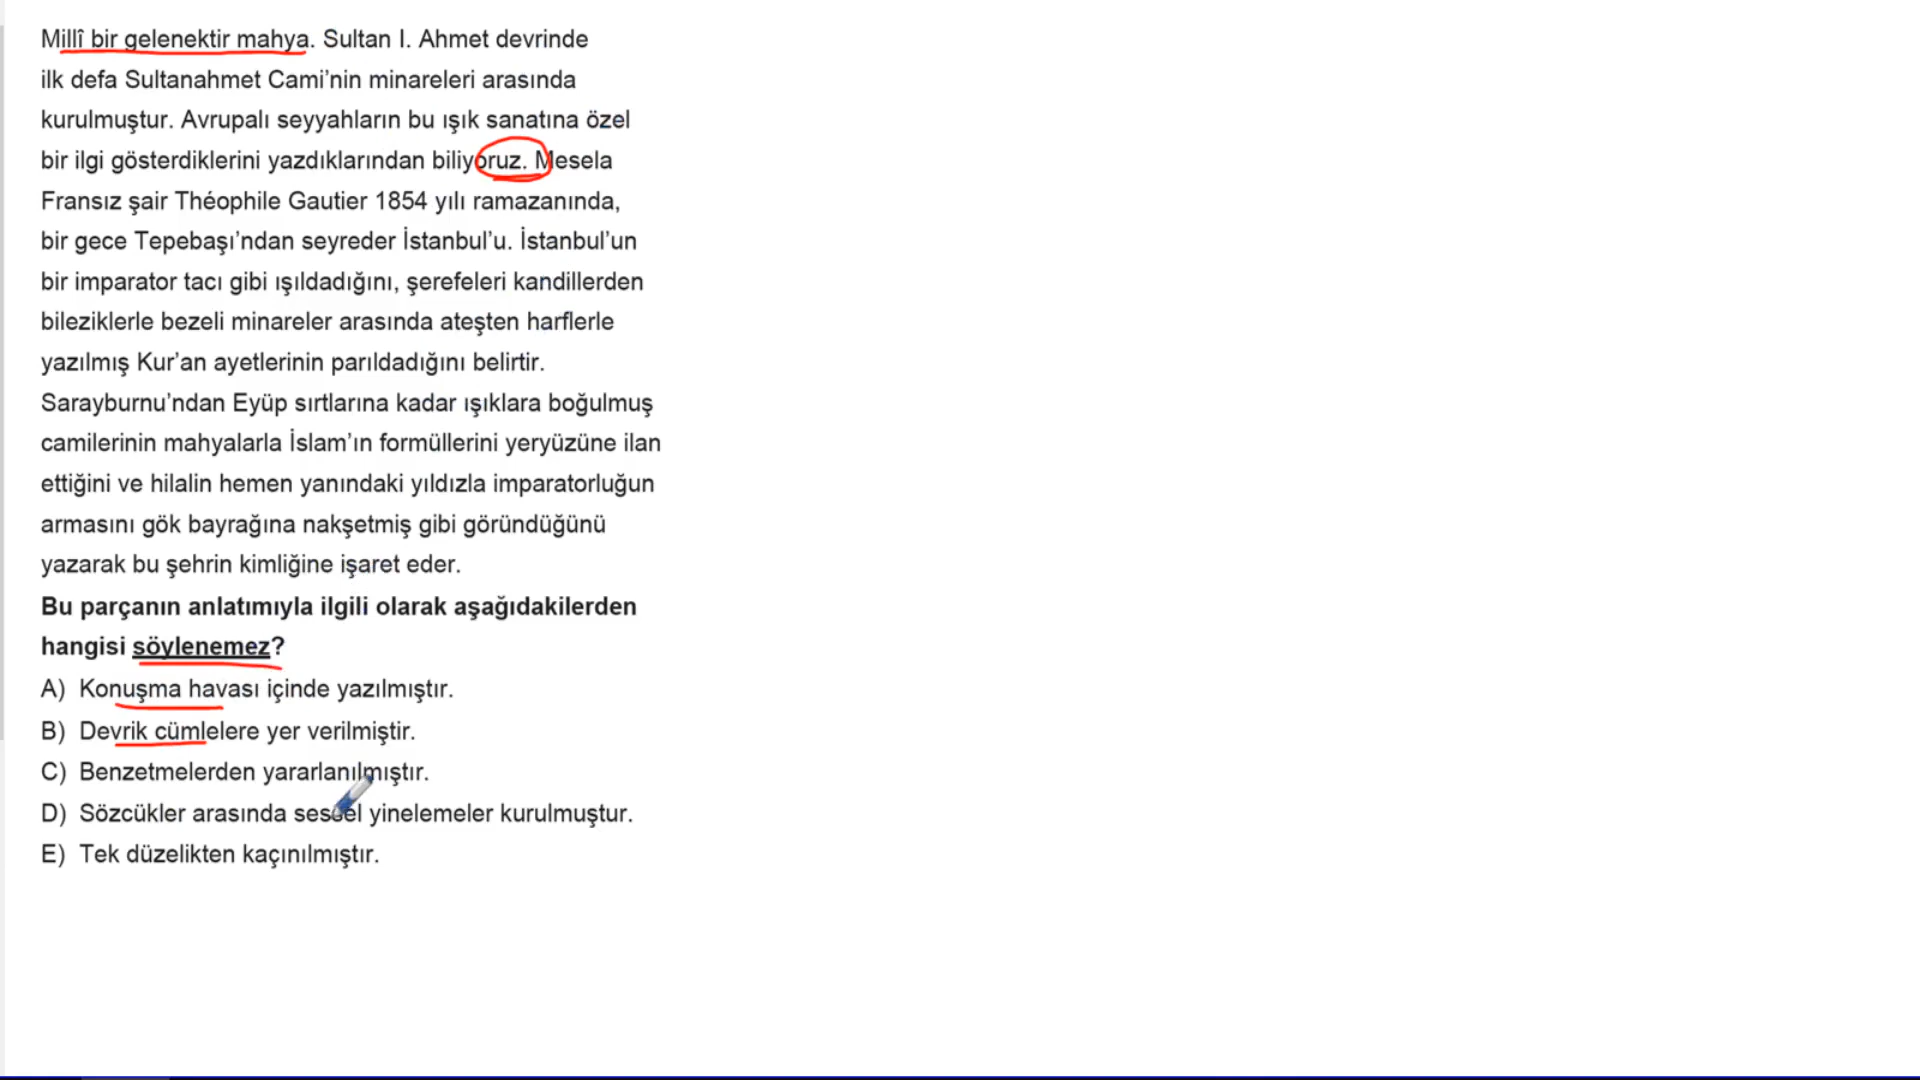 Millî bir gelenektir mahya. Sultan I. Ahmet devrinde
ilk defa Sultanahmet Cami’nin minareleri arasında
kurulmuştur. Avrupalı seyyahların bu ışık sanatına özel
bir ilgi gösterdiklerini yazdıklarından biliyoruz. Mesela
Fransız şair Théophile Gautier 1854 yılı ramazanında,
bir gece Tepebaşı’ndan seyreder İstanbul’u. İstanbul’un
bir imparator tacı gibi ışıldadığını, şerefeleri kandillerden
bileziklerle bezeli minareler arasında ateşten harflerle
yazılmış Kur’an ayetlerinin parıldadığını belirtir.
Sarayburnu’ndan Eyüp sırtlarına kadar ışıklara boğulmuş
camilerinin mahyalarla İslam’ın formüllerini yeryüzüne ilan
ettiğini ve hilalin hemen yanındaki yıldızla imparatorluğun
armasını gök bayrağına nakşetmiş gibi göründüğünü
yazarak bu şehrin kimliğine işaret eder.
Bu parçanın anlatımıyla ilgili olarak aşağıdakilerden
hangisi söylenemez?
A) Konuşma havası içinde yazılmıştır.
B) Devrik cümlelere yer verilmiştir.
C) Benzetmelerden yararlanılmıştır.
D) Sözcükler arasında sessel yinelemeler kurulmuştur.
E) Tek düzelikten kaçınılmıştır.